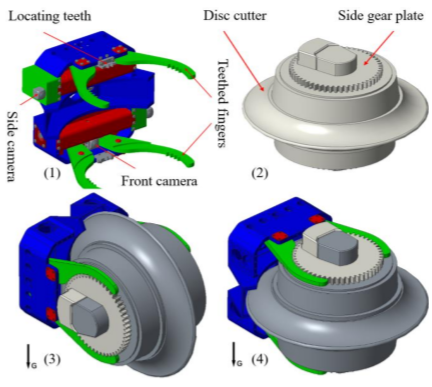 Locating teeth
Disc cutter
Side gear plate
Side camera
Teethed fingers
Front camera
(1)
(2)
G
(3)
G
(4)